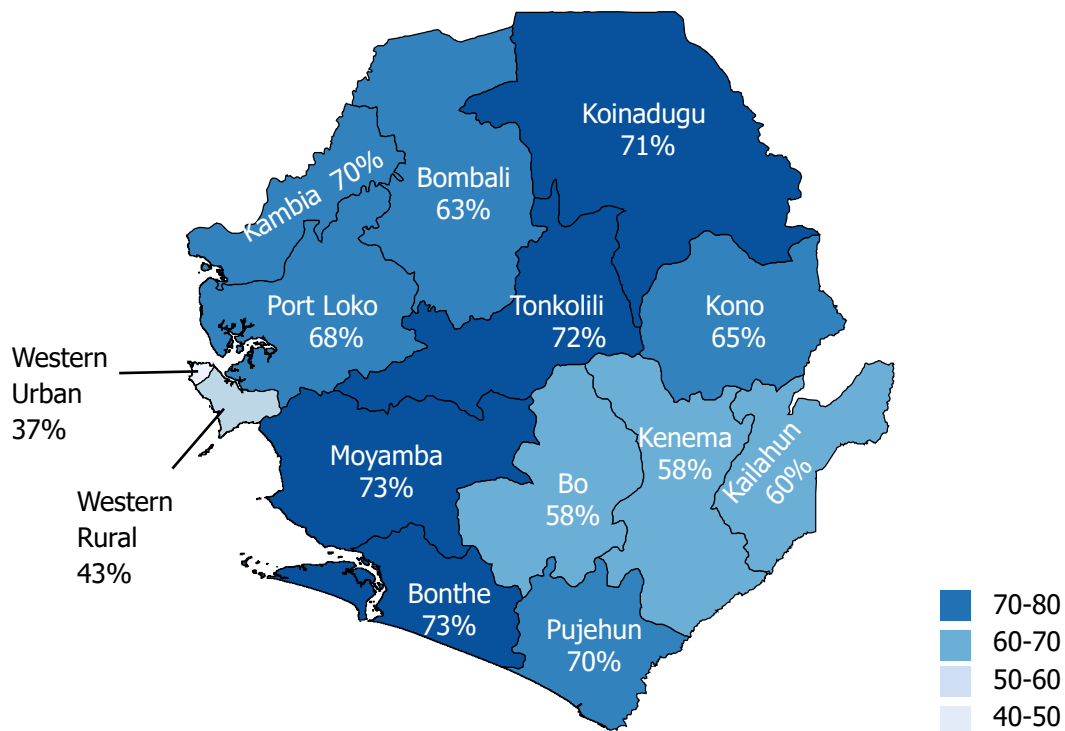 Koinadugu
71%
Kambia 70%
Bombali
63%
Port Loko
68%
Tonkolili
72%
Kono
65%
Western
Urban
37%
Western
Rural
43%
Moyamba
73%
Bo
58%
Kenema
58%
Kailahun
60%
Bonthe
73%
Pujehun
70%
70-80
60-70
50-60
40-50